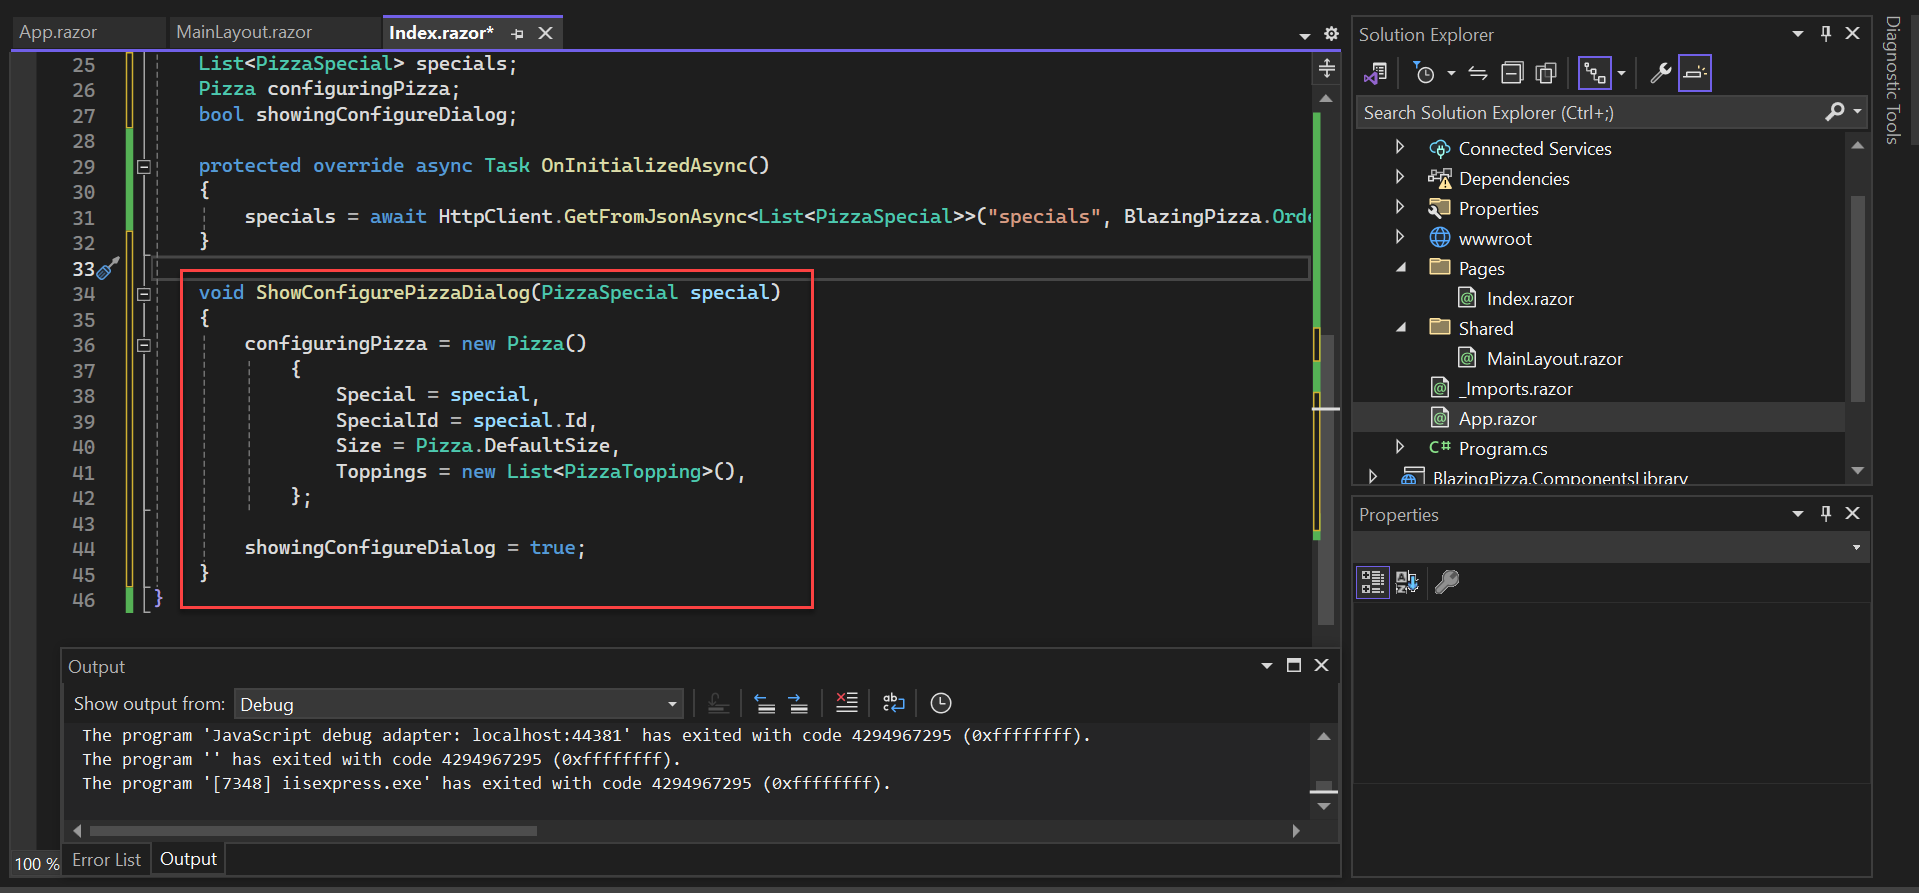 App.razor
MainLayout.razor
Index.razor*
25 List<PizzaSpecial> specials;
26 Pizza configuringPizza;
27 bool showingConfigureDialog;
28
29 protected override async Task OnInitializedAsync()
30 {
31 specials = await HttpClient.GetFromJsonAsync<List<PizzaSpecial>>("specials", BlazingPizza.Orde
32 }
33
34 void ShowConfigurePizzaDialog(PizzaSpecial special)
35 {
36 configuringPizza = new Pizza()
37 {
38 Special = special,
39 SpecialId = special.Id,
40 Size = Pizza.DefaultSize,
41 Toppings = new List<PizzaTopping>(),
42 };
43
44 showingConfigureDialog = true;
45 }
46 }
Output
Show output from: Debug
The program 'JavaScript debug adapter: localhost:44381' has exited with code 4294967295 (0xffffffff).
The program '' has exited with code 4294967295 (0xffffffff).
The program '[7348] iisexpress.exe' has exited with code 4294967295 (0xffffffff).
100 %
Error List
Output
Solution Explorer
Search Solution Explorer (Ctrl+;)
Connected Services
Dependencies
Properties
wwwroot
Pages
Index.razor
Shared
MainLayout.razor
_Imports.razor
App.razor
C# Program.cs
BlazingPizza.ComponentsLibrary
Properties
Diagnostic Tools